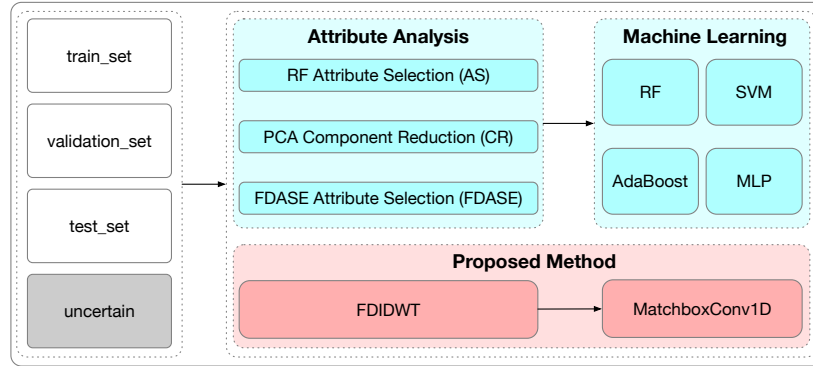 train_set
validation_set
test_set
uncertain
Attribute Analysis
RF Attribute Selection (AS)
PCA Component Reduction (CR)
FDASE Attribute Selection (FDASE)
Machine Learning
RF
SVM
AdaBoost
MLP
Proposed Method
FDIDWT
MatchboxConv1D